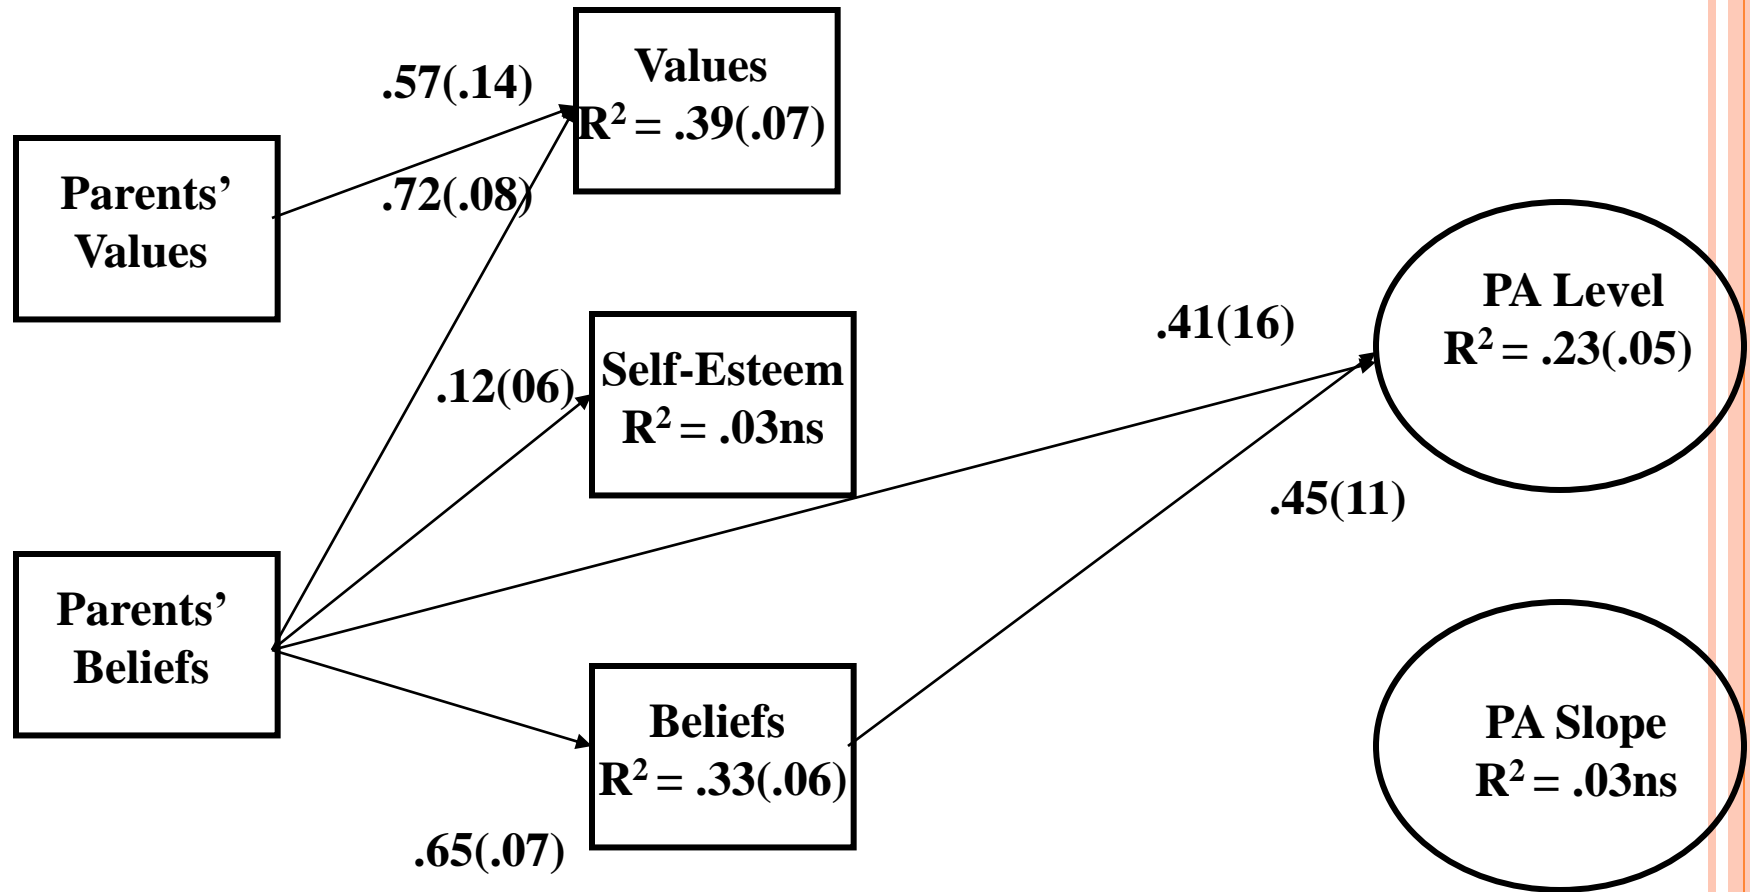 .57(.14)
Values
R² = .39(.07)
Parents’
Values
.72(.08)
PA Level
R² = .23(.05)
.41(16)
Self-Esteem
R² = .03ns
.12(06)
.45(11)
Parents’
Beliefs
Beliefs
R² = .33(.06)
PA Slope
R² = .03ns
.65(.07)